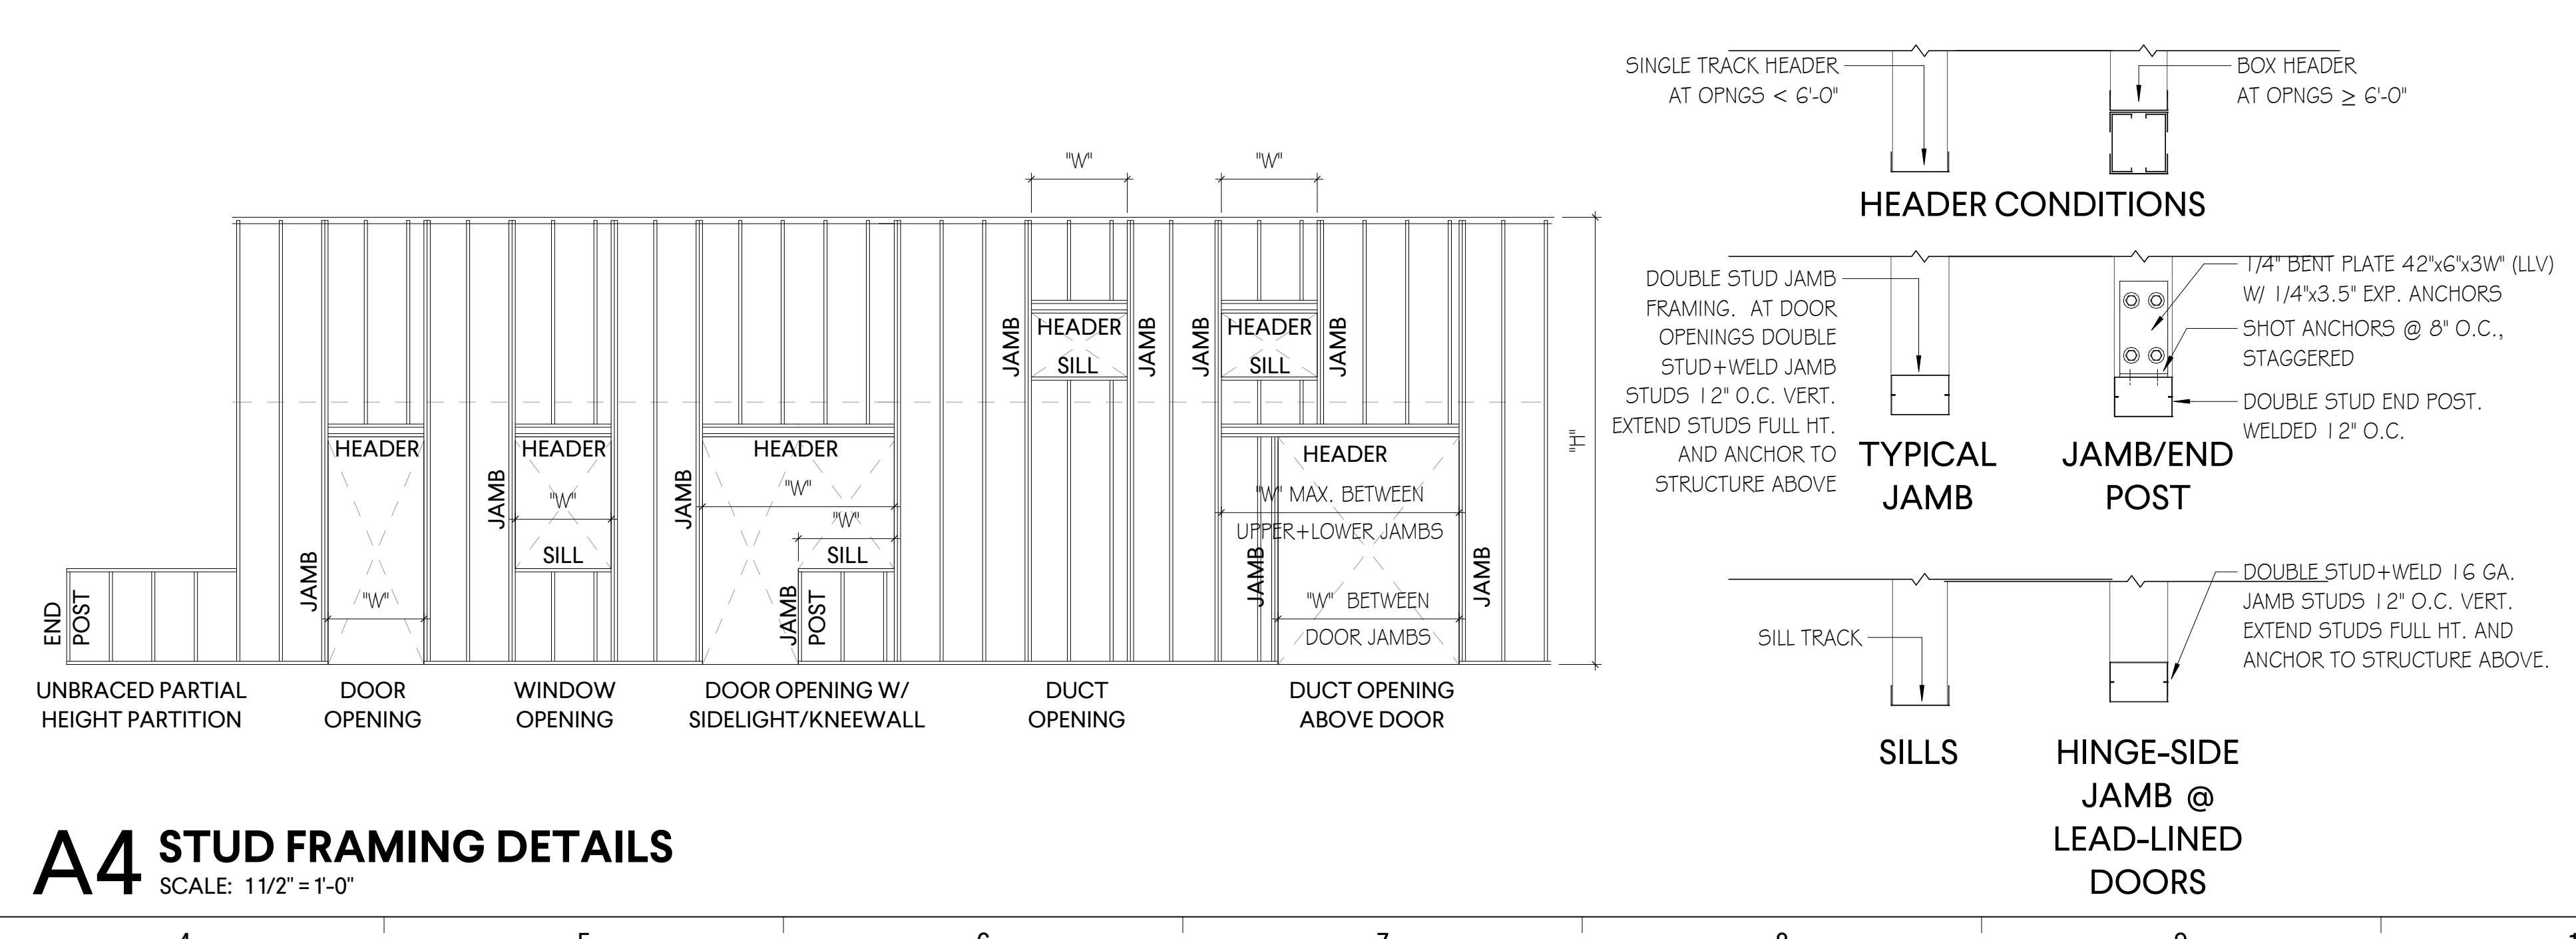 SINGLE TRACK HEADER
AT OPNGS < 6'-0"
BOX HEADER
AT OPNGS ≥ 6'-0"
HEADER CONDITIONS
"W"
"W"
"H"
JAMB
HEADER
SILL
JAMB
JAMB
HEADER
SILL
JAMB
END
POST
JAMB
HEADER
"W"
JAMB
HEADER
"W"
SILL
JAMB
HEADER
"W"
"W"
SILL
JAMB
POST
HEADER
"W" MAX. BETWEEN
UPPER+LOWER JAMBS
JAMB
"W" BETWEEN
DOOR JAMBS
JAMB
UNBRACED PARTIAL
HEIGHT PARTITION
DOOR
OPENING
WINDOW
OPENING
DOOR OPENING W/
SIDELIGHT/KNEEWALL
DUCT
OPENING
DUCT OPENING
ABOVE DOOR
DOUBLE STUD JAMB
FRAMING. AT DOOR
OPENINGS DOUBLE
STUD+WELD JAMB
STUDS 12" O.C. VERT.
EXTEND STUDS FULL HT.
AND ANCHOR TO
STRUCTURE ABOVE
TYPICAL
JAMB
1/4" BENT PLATE 42"x6"x3W" (LLV)
W/ 1/4"x3.5" EXP. ANCHORS
SHOT ANCHORS @ 8" O.C.,
STAGGERED
DOUBLE STUD END POST.
WELDED 12" O.C.
JAMB/END
POST
SILL TRACK
SILLS
DOUBLE STUD+WELD 16 GA.
JAMB STUDS 12" O.C. VERT.
EXTEND STUDS FULL HT. AND
ANCHOR TO STRUCTURE ABOVE.
HINGE-SIDE
JAMB @
LEAD-LINED
DOORS
A4
STUD FRAMING DETAILS
SCALE: 1 1/2" = 1'-0"